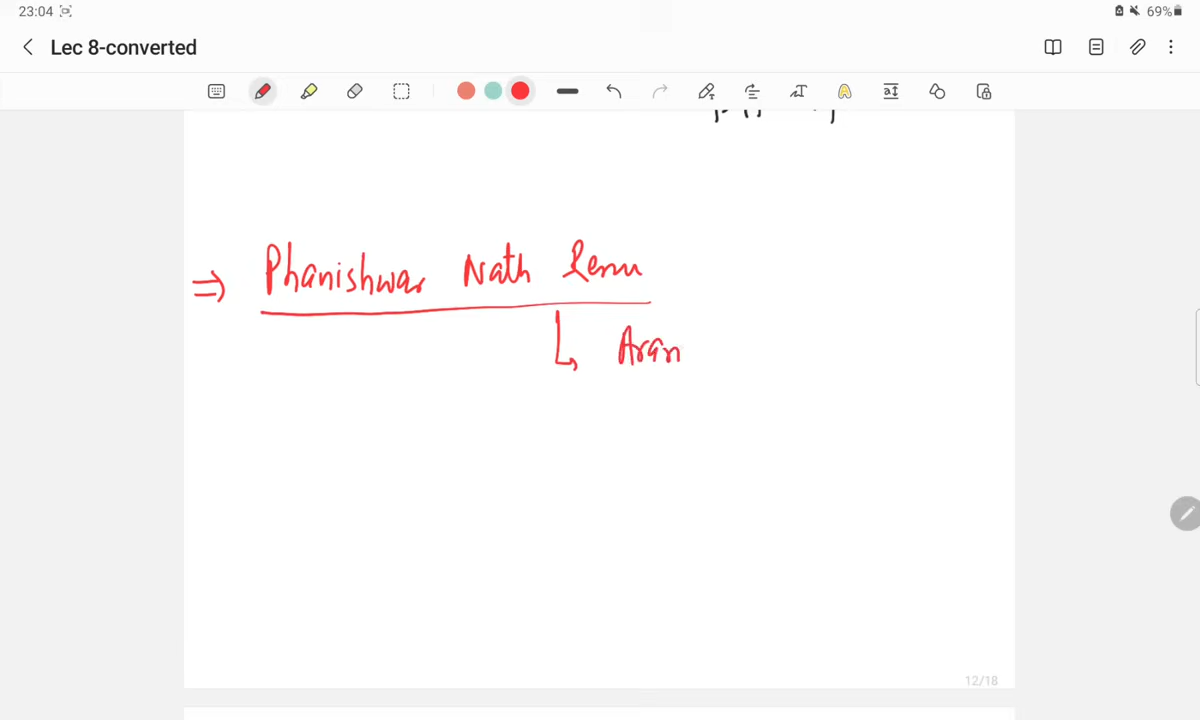 23:04 69%
Lec 8-converted
⇒ Phanishwar Nath Renu
↳ Aran
12/18